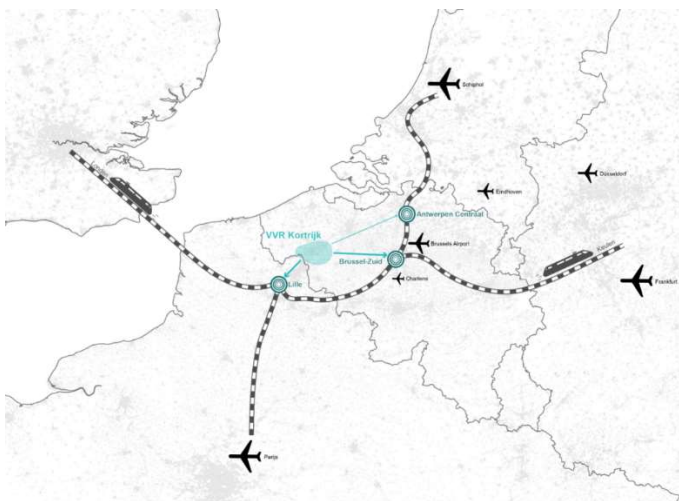 Schiphol
Eindhoven
Düsseldorf
Antwerpen Centraal
VVR Kortrijk
Brussels Airport
Brussel-Zuid
Keulen
Charleroi
Lille
Frankfurt
Parijs